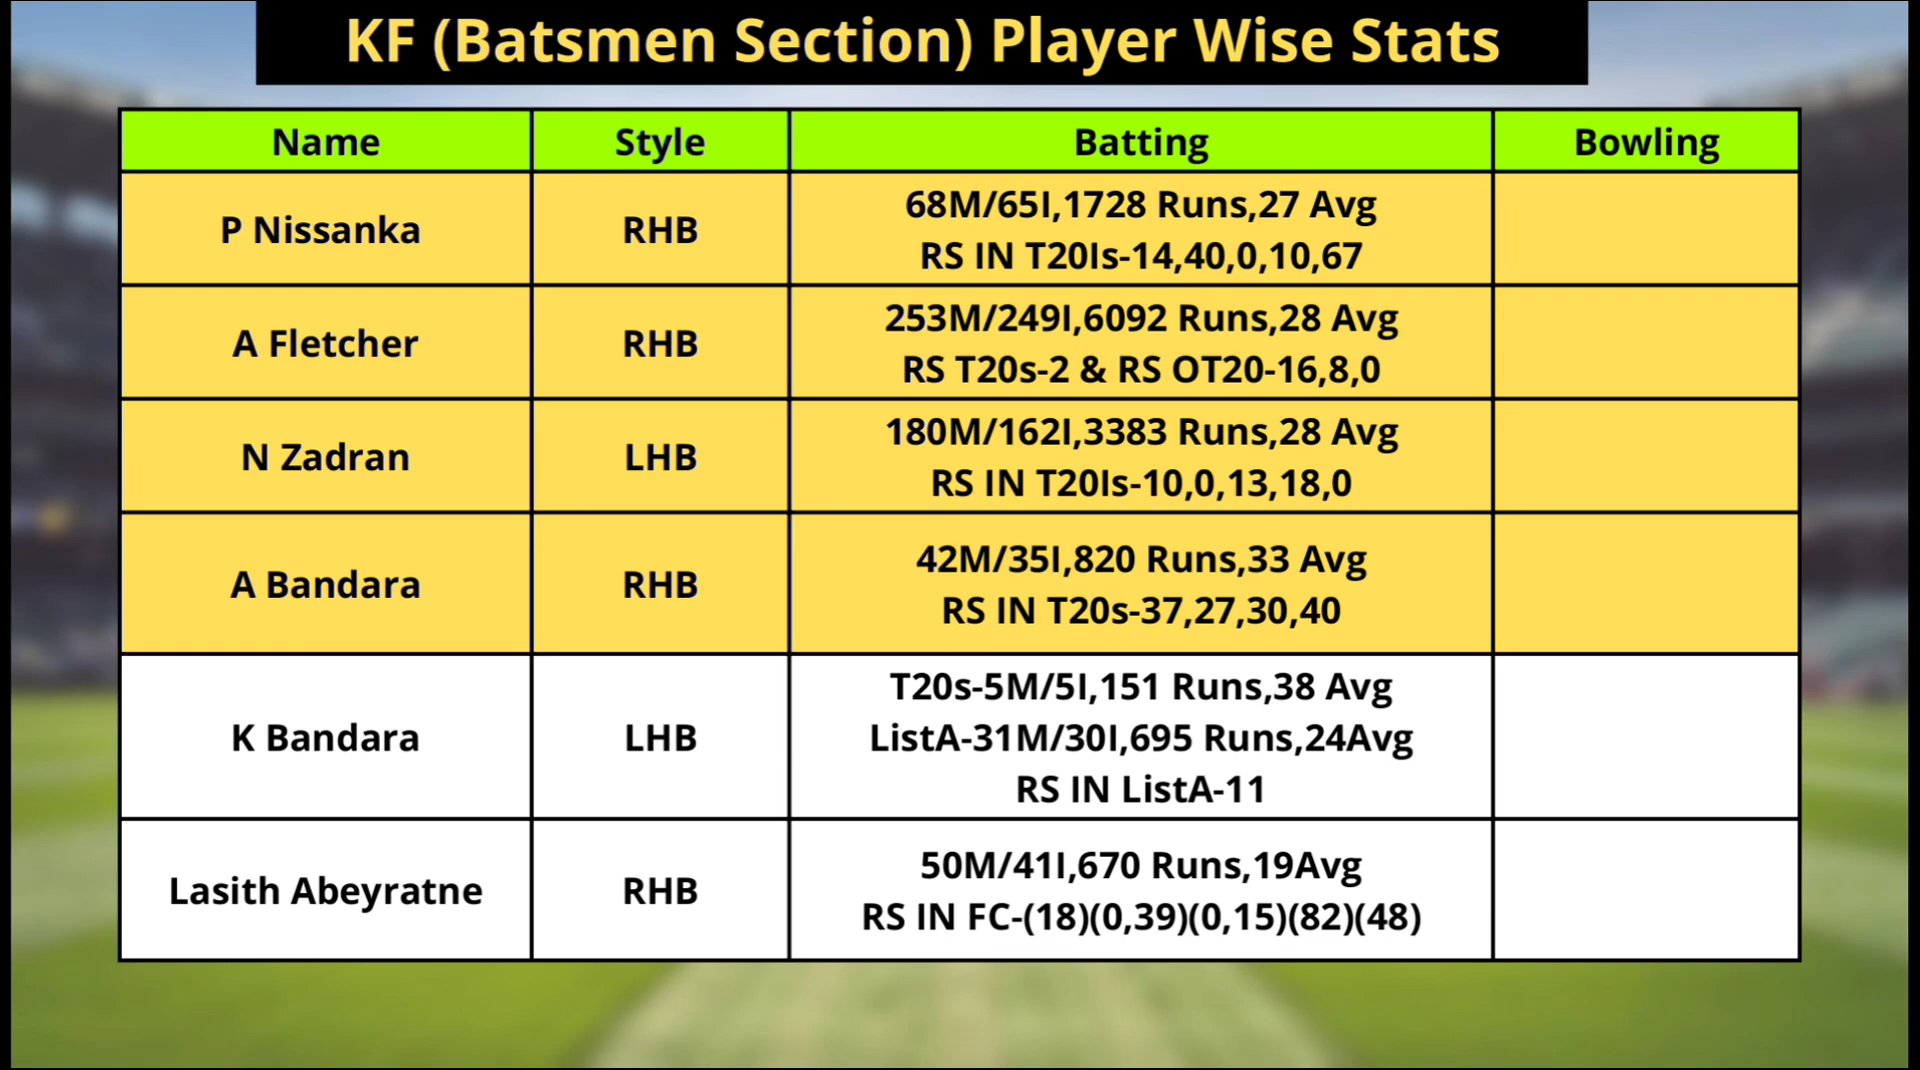 KF (Batsmen Section) Player Wise Stats
Name Style Batting Bowling
P Nissanka RHB 68M/65I,1728 Runs,27 Avg
RS IN T20Is-14,40,0,10,67
A Fletcher RHB 253M/249I,6092 Runs,28 Avg
RS T20s-2 & RS OT20-16,8,0
N Zadran LHB 180M/162I,3383 Runs,28 Avg
RS IN T20Is-10,0,13,18,0
A Bandara RHB 42M/35I,820 Runs,33 Avg
RS IN T20s-37,27,30,40
K Bandara LHB T20s-5M/5I,151 Runs,38 Avg
ListA-31M/30I,695 Runs,24Avg
RS IN ListA-11
Lasith Abeyratne RHB 50M/41I,670 Runs,19Avg
RS IN FC-(18)(0,39)(0,15)(82)(48)